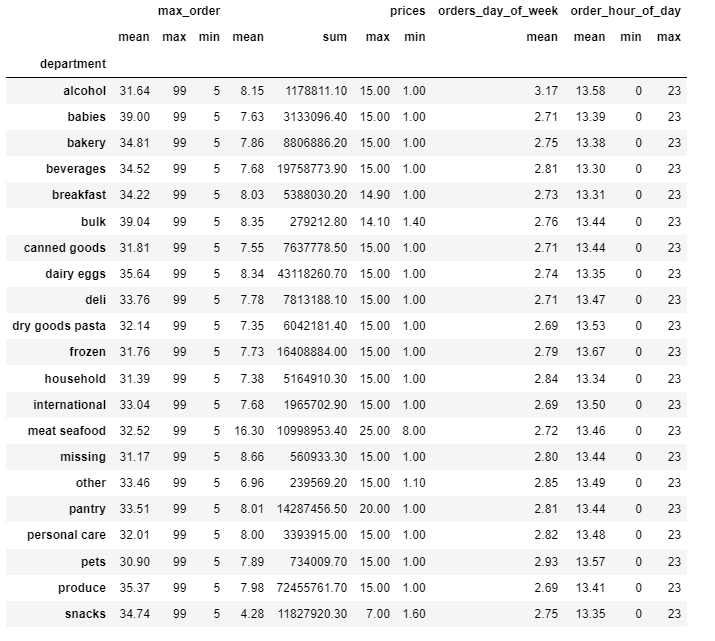 max_order prices orders_day_of_week order_hour_of_day
mean max min mean sum max min mean mean min max
department
alcohol 31.64 99 5 8.15 1178811.10 15.00 1.00 3.17 13.58 0 23
babies 39.00 99 5 7.63 3133096.40 15.00 1.00 2.71 13.39 0 23
bakery 34.81 99 5 7.86 8806886.20 15.00 1.00 2.75 13.38 0 23
beverages 34.52 99 5 7.68 19758773.90 15.00 1.00 2.81 13.30 0 23
breakfast 34.22 99 5 8.03 5388030.20 14.90 1.00 2.73 13.31 0 23
bulk 39.04 99 5 8.35 279212.80 14.10 1.40 2.76 13.44 0 23
canned goods 31.81 99 5 7.55 7637778.50 15.00 1.00 2.71 13.44 0 23
dairy eggs 35.64 99 5 8.34 43118260.70 15.00 1.00 2.74 13.35 0 23
deli 33.76 99 5 7.78 7813188.10 15.00 1.00 2.71 13.47 0 23
dry goods pasta 32.14 99 5 7.35 6042181.40 15.00 1.00 2.69 13.53 0 23
frozen 31.76 99 5 7.73 16408884.00 15.00 1.00 2.79 13.67 0 23
household 31.39 99 5 7.38 5164910.30 15.00 1.00 2.84 13.34 0 23
international 33.04 99 5 7.68 1965702.90 15.00 1.00 2.69 13.50 0 23
meat seafood 32.52 99 5 16.30 10998953.40 25.00 8.00 2.72 13.46 0 23
missing 31.17 99 5 8.66 560933.30 15.00 1.00 2.80 13.44 0 23
other 33.46 99 5 6.96 239569.20 15.00 1.10 2.85 13.49 0 23
pantry 33.51 99 5 8.01 14287456.50 20.00 1.00 2.81 13.44 0 23
personal care 32.01 99 5 8.00 3393915.00 15.00 1.00 2.82 13.48 0 23
pets 30.90 99 5 7.89 734009.70 15.00 1.00 2.93 13.57 0 23
produce 35.37 99 5 7.98 72455761.70 15.00 1.00 2.69 13.41 0 23
snacks 34.74 99 5 4.28 11827920.30 7.00 1.60 2.75 13.35 0 23